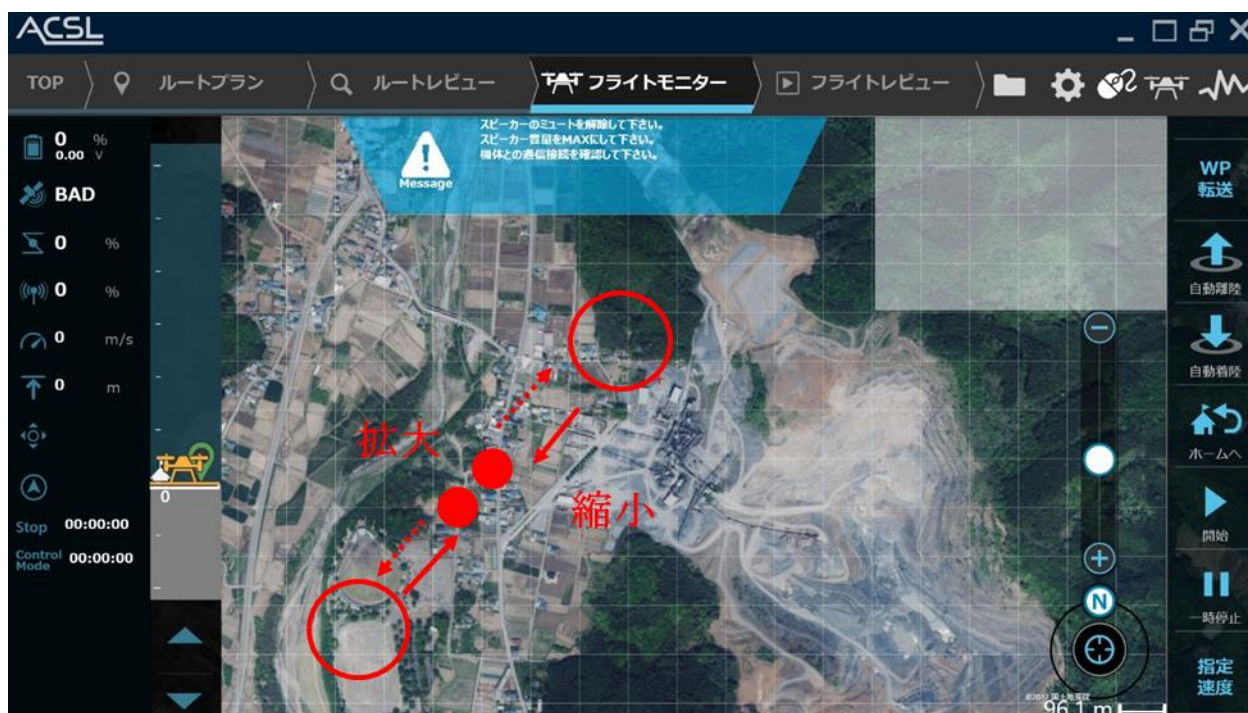 ACSL
TOP
ルートプラン
ルートレビュー
フライトモニター
フライトレビュー
0 %
0.00 V
BAD
0 %
0 %
0 m/s
0 m
Stop 00:00:00
Control Mode 00:00:00
0
スピーカーのミュートを解除して下さい。
スピーカー音量をMAXにして下さい。
機体との通信接続を確認して下さい。
Message
拡大
縮小
WP
転送
自動離陸
自動着陸
ホームへ
開始
一時停止
指定
速度
N
©2017 国土地理院
96.1 m